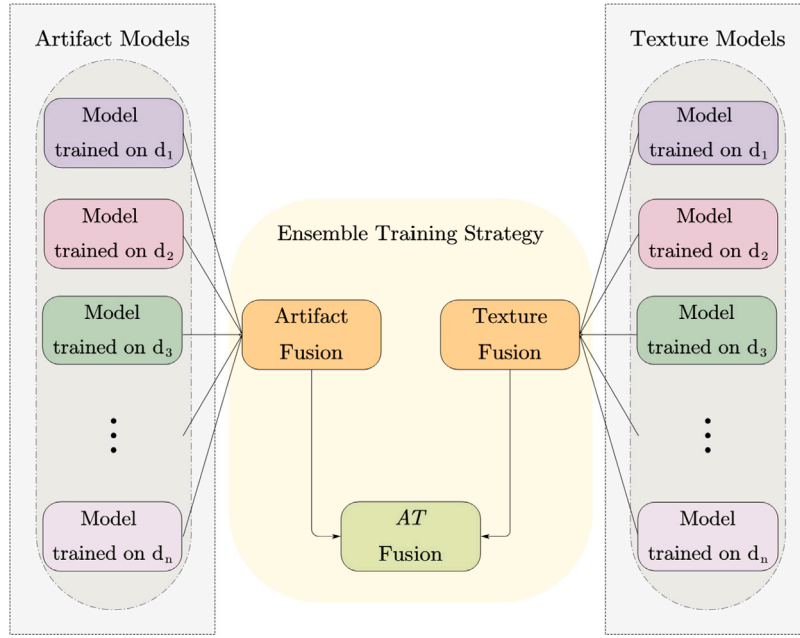 Artifact Models
Model
trained on d₁
Model
trained on d₂
Model
trained on d₃
Model
trained on dₙ
Ensemble Training Strategy
Artifact
Fusion
Texture
Fusion
AT
Fusion
Texture Models
Model
trained on d₁
Model
trained on d₂
Model
trained on d₃
Model
trained on dₙ